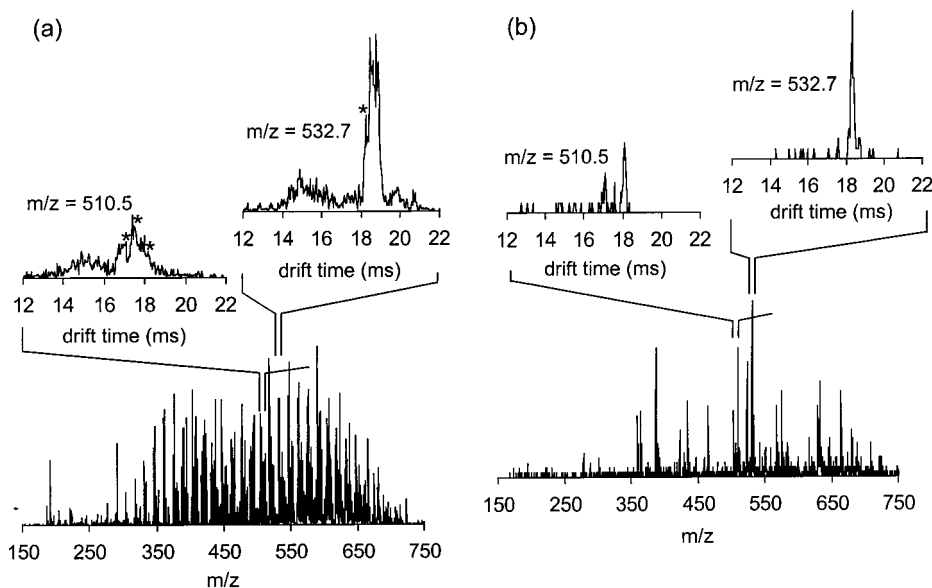 (a)
m/z = 532.7
*
12 14 16 18 20 22
drift time (ms)
m/z = 510.5
* * *
12 14 16 18 20 22
drift time (ms)
150 250 350 450 550 650 750
m/z
(b)
m/z = 532.7
12 14 16 18 20 22
drift time (ms)
m/z = 510.5
12 14 16 18 20 22
drift time (ms)
150 250 350 450 550 650 750
m/z